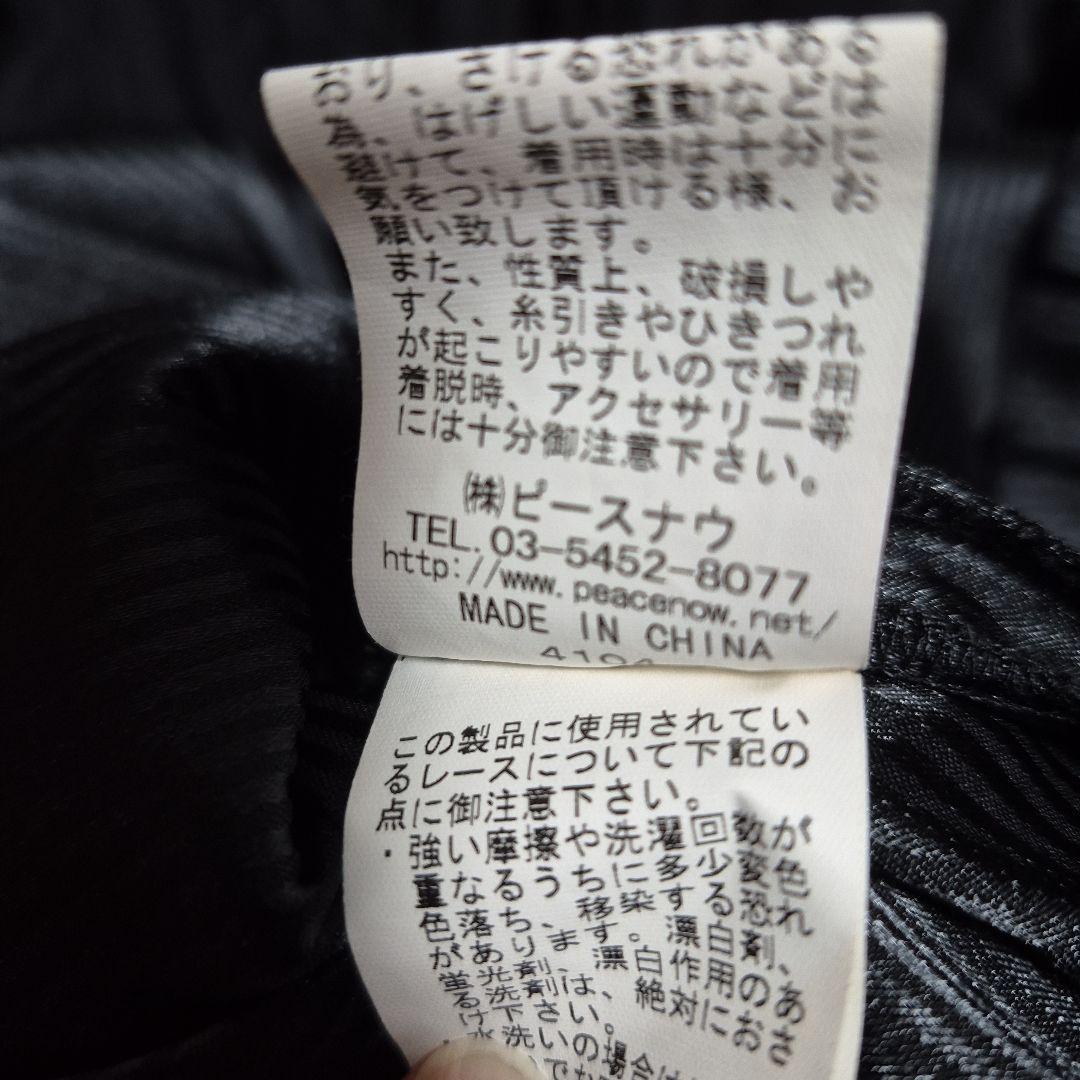 り、さける恐れがある
お為、はげしい運動などは
避けて、着用時は十分に
気をつけて頂ける様、お
願い致します。
また、性質上、破損しや
すく、糸引きやひきつれ
が起こりやすいので着用
着脱時、アクセサリー等
には十分御注意下さい。
㈱ピースナウ
TEL.03-5452-8077
http://www.peacenow.net/
MADE IN CHINA
この製品に使用されてい
るレースについて下記の
点に御注意下さい。
・強い摩擦や洗濯回数が
重なるうちに多少変色
色落ち、移染する恐れ
があります。漂白剤、
蛍光剤、漂白作用のあ
る洗剤は、絶対におさ
け下さい。
水洗いの場合は